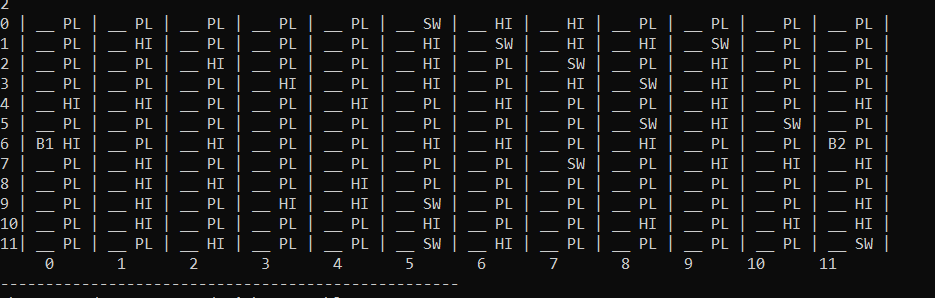 2
0 | __ PL | __ PL | __ PL | __ PL | __ PL | __ SW | __ HI | __ HI | __ PL | __ PL | __ PL | __ PL |
1 | __ PL | __ HI | __ PL | __ PL | __ PL | __ HI | __ SW | __ HI | __ HI | __ SW | __ PL | __ PL |
2 | __ PL | __ PL | __ HI | __ PL | __ PL | __ HI | __ PL | __ SW | __ PL | __ HI | __ PL | __ PL |
3 | __ PL | __ PL | __ PL | __ HI | __ PL | __ HI | __ PL | __ HI | __ SW | __ PL | __ PL | __ PL |
4 | __ HI | __ HI | __ PL | __ PL | __ HI | __ PL | __ HI | __ PL | __ PL | __ HI | __ PL | __ HI |
5 | __ PL | __ PL | __ PL | __ PL | __ PL | __ PL | __ PL | __ PL | __ SW | __ HI | __ SW | __ PL |
6 | B1 HI | __ PL | __ HI | __ PL | __ PL | __ HI | __ HI | __ PL | __ HI | __ PL | __ PL | B2 PL |
7 | __ PL | __ HI | __ PL | __ PL | __ PL | __ PL | __ PL | __ SW | __ PL | __ HI | __ HI | __ HI |
8 | __ PL | __ HI | __ HI | __ PL | __ HI | __ PL | __ PL | __ PL | __ PL | __ PL | __ PL | __ PL |
9 | __ PL | __ HI | __ PL | __ HI | __ HI | __ SW | __ PL | __ PL | __ PL | __ PL | __ PL | __ PL |
10| __ PL | __ HI | __ PL | __ PL | __ PL | __ HI | __ PL | __ PL | __ HI | __ PL | __ HI | __ HI |
11| __ PL | __ PL | __ HI | __ PL | __ PL | __ SW | __ HI | __ PL | __ PL | __ PL | __ PL | __ SW |
0 1 2 3 4 5 6 7 8 9 10 11
---------------------------------------------------